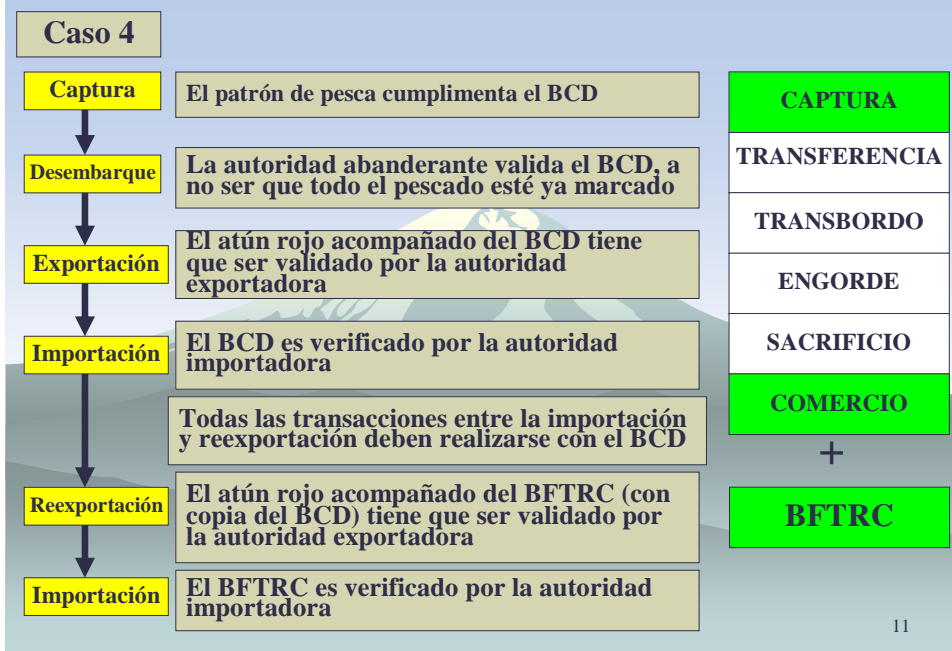 Caso 4
Captura
El patrón de pesca cumplimenta el BCD
Desembarque
La autoridad abanderante valida el BCD, a
no ser que todo el pescado esté ya marcado
Exportación
El atún rojo acompañado del BCD tiene
que ser validado por la autoridad
exportadora
Importación
El BCD es verificado por la autoridad
importadora
Todas las transacciones entre la importación
y reexportación deben realizarse con el BCD
Reexportación
El atún rojo acompañado del BFTRC (con
copia del BCD) tiene que ser validado por
la autoridad exportadora
Importación
El BFTRC es verificado por la autoridad
importadora
CAPTURA
TRANSFERENCIA
TRANSBORDO
ENGORDE
SACRIFICIO
COMERCIO
+
BFTRC
11